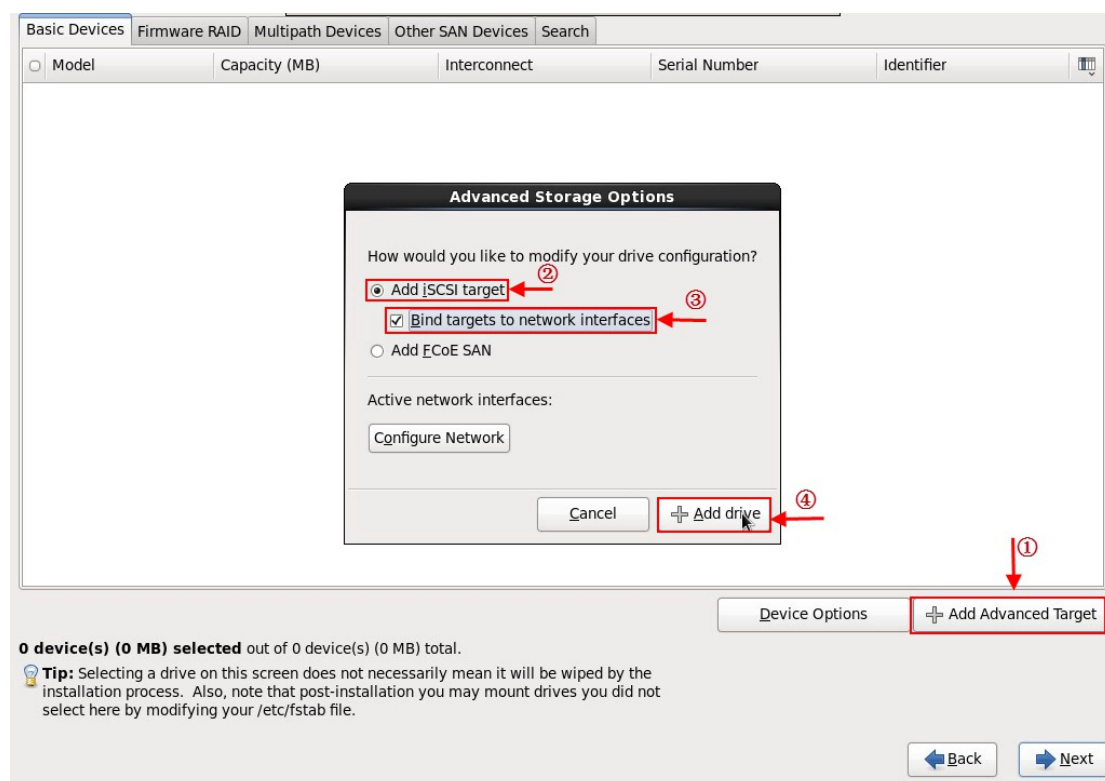 Basic Devices Firmware RAID Multipath Devices Other SAN Devices Search
Model Capacity (MB) Interconnect Serial Number Identifier
Advanced Storage Options
How would you like to modify your drive configuration?
②
Add iSCSI target
③
Bind targets to network interfaces
Add FCoE SAN
Active network interfaces:
Configure Network
Cancel Add drive ④
①
Device Options Add Advanced Target
0 device(s) (0 MB) selected out of 0 device(s) (0 MB) total.
Tip: Selecting a drive on this screen does not necessarily mean it will be wiped by the
installation process. Also, note that post-installation you may mount drives you did not
select here by modifying your /etc/fstab file.
Back Next